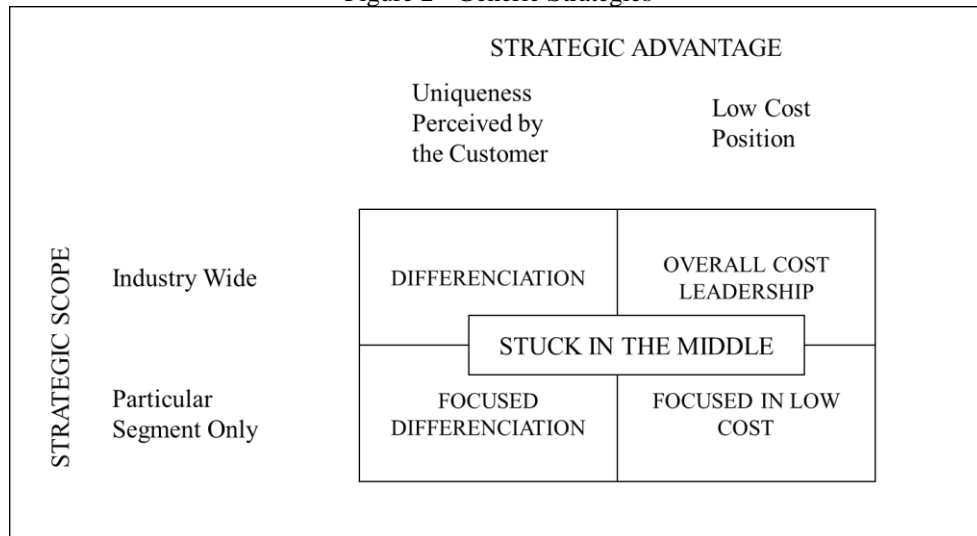 Figure 2 - Generic Strategies
STRATEGIC ADVANTAGE
Uniqueness
Perceived by
the Customer
Low Cost
Position
STRATEGIC SCOPE
Industry Wide
DIFFERENCIATION
OVERALL COST
LEADERSHIP
STUCK IN THE MIDDLE
Particular
Segment Only
FOCUSED
DIFFERENCIATION
FOCUSED IN LOW
COST